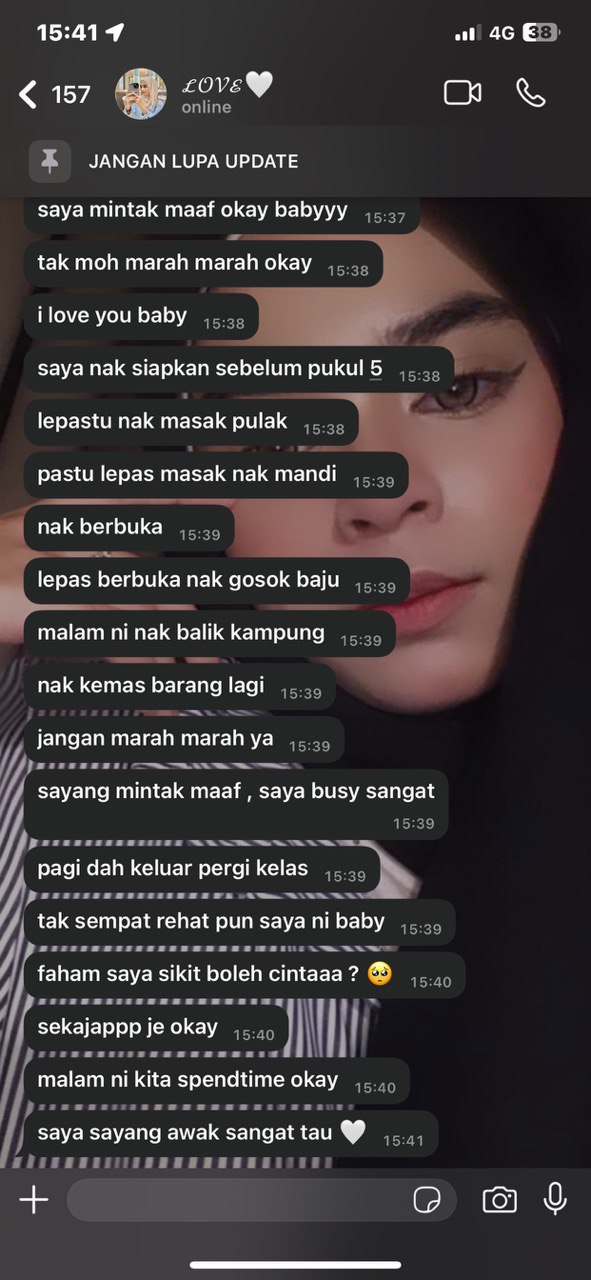 15:41
4G
38
157
𝓛𝓞𝓥𝓔🤍
online
JANGAN LUPA UPDATE
saya mintak maaf okay babyyy 15:37
tak moh marah marah okay 15:38
i love you baby 15:38
saya nak siapkan sebelum pukul 5 15:38
lepastu nak masak pulak 15:38
pastu lepas masak nak mandi 15:39
nak berbuka 15:39
lepas berbuka nak gosok baju 15:39
malam ni nak balik kampung 15:39
nak kemas barang lagi 15:39
jangan marah marah ya 15:39
sayang mintak maaf , saya busy sangat
15:39
pagi dah keluar pergi kelas 15:39
tak sempat rehat pun saya ni baby 15:39
faham saya sikit boleh cintaaa ? 🥺 15:40
sekajappp je okay 15:40
malam ni kita spendtime okay 15:40
saya sayang awak sangat tau 🤍 15:41